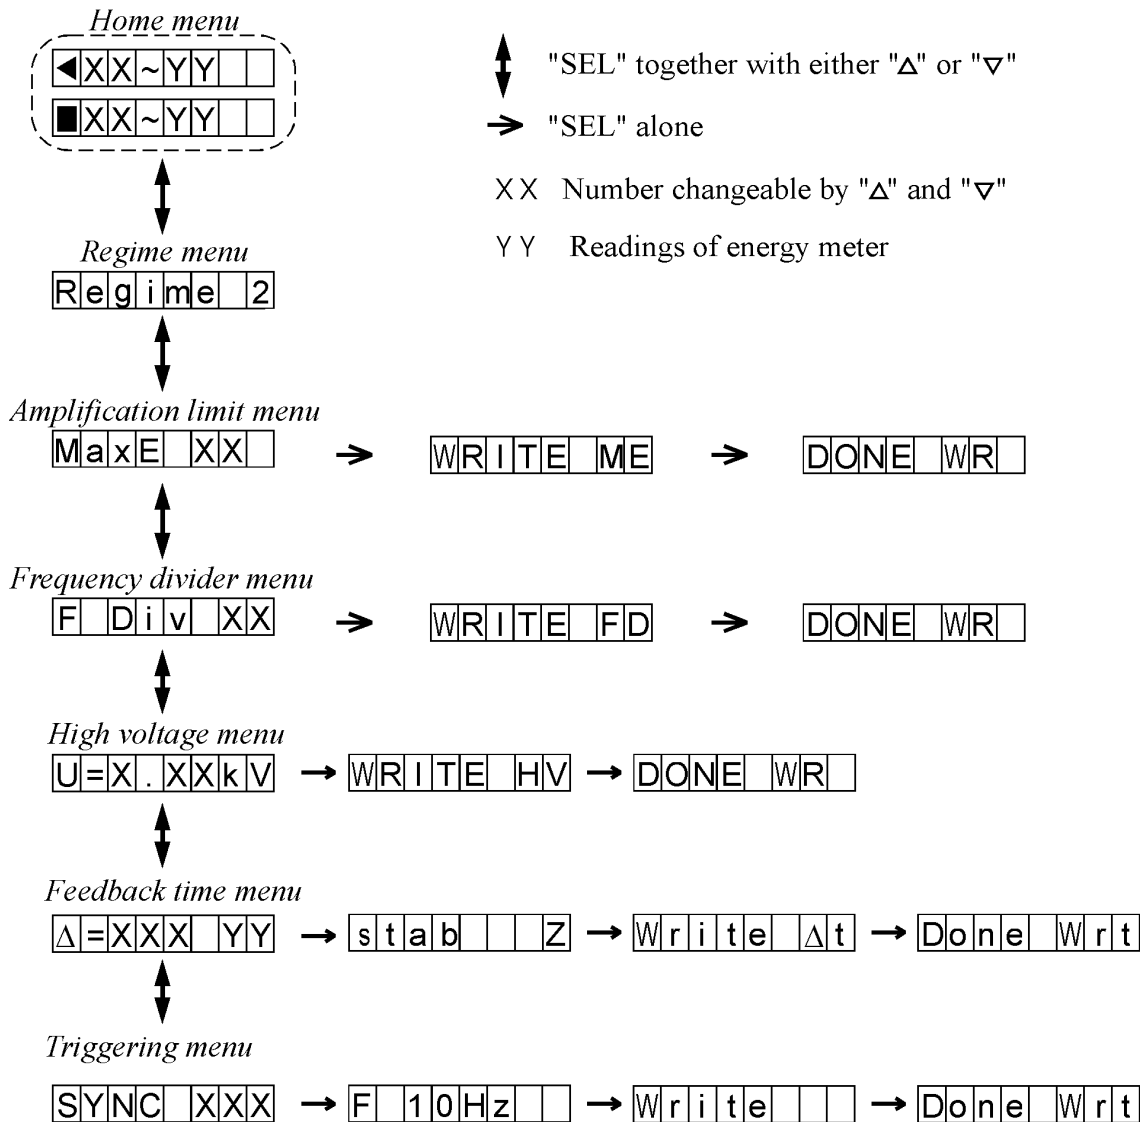 Home menu
◀XX~YY
■XX~YY
"SEL" together with either "△" or "▽"
"SEL" alone
XX Number changeable by "△" and "▽"
YY Readings of energy meter
Regime menu
Regime 2
Amplification limit menu
MaxE XX → WRITE ME → DONE WR
Frequency divider menu
F Div XX → WRITE FD → DONE WR
High voltage menu
U=X.XXkV → WRITE HV → DONE WR
Feedback time menu
Δ=XXX YY → stab Z → Write Δt → Done Wrt
Triggering menu
SYNC XXX → F 10Hz → Write → Done Wrt